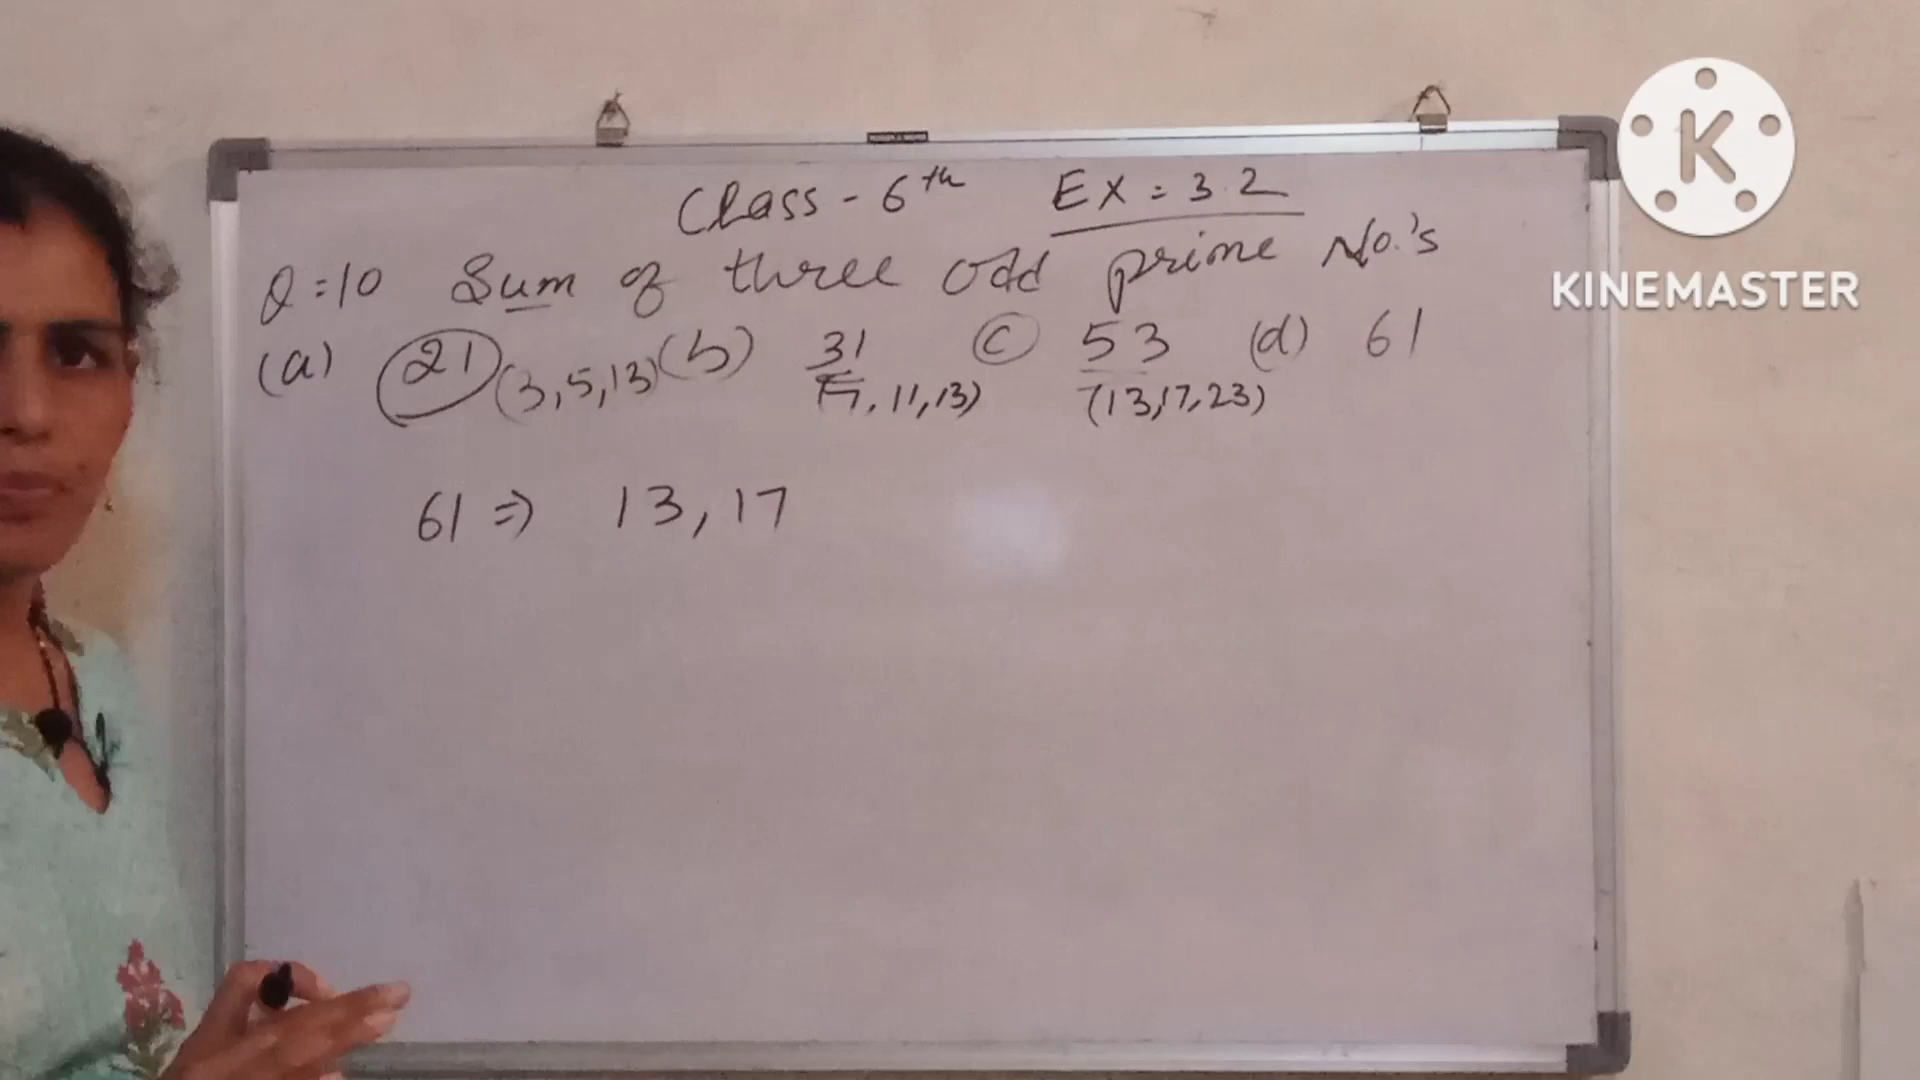 Class - 6th Ex = 3.2
Q = 10 Sum of three odd prime No.'s
(a) 21 (3,5,13) (b) 31 (c) 53 (d) 61
(7, 11, 13) (13, 17, 23)
61 ⇒ 13, 17
K
KINEMASTER